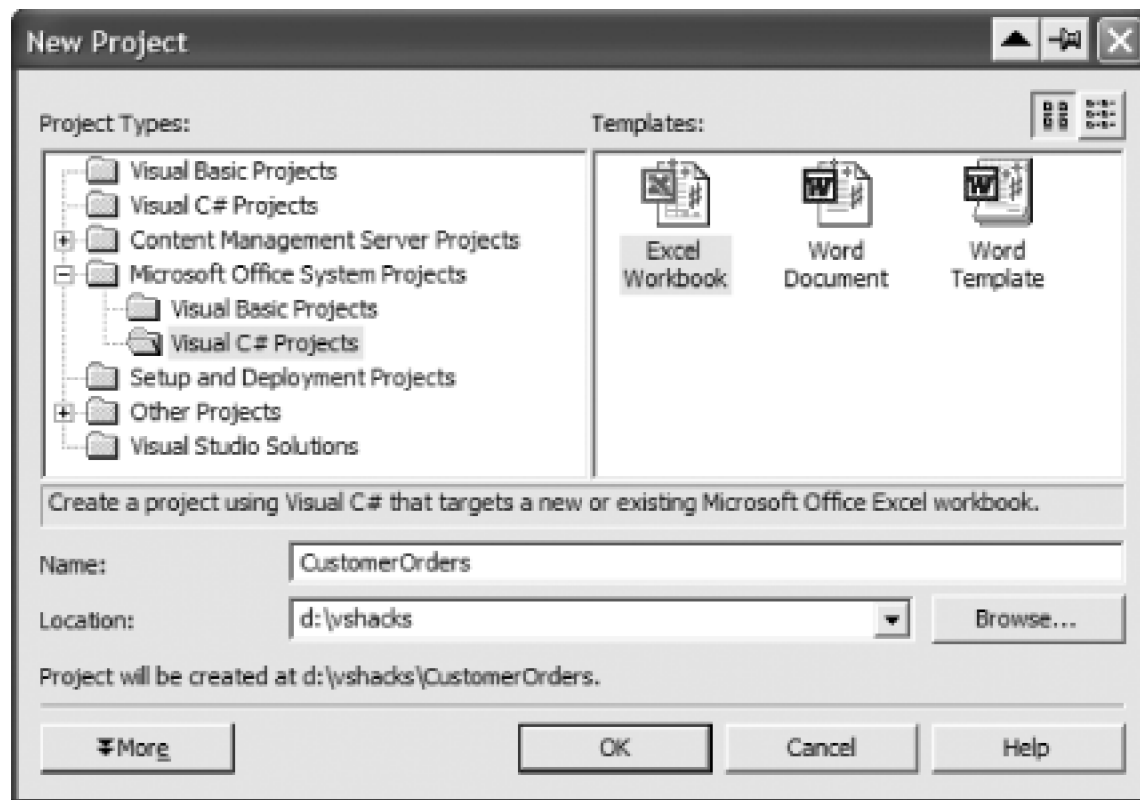 New Project
Project Types:
Templates:
Visual Basic Projects
Visual C# Projects
Content Management Server Projects
Microsoft Office System Projects
Visual Basic Projects
Visual C# Projects
Setup and Deployment Projects
Other Projects
Visual Studio Solutions
Excel
Workbook
Word
Document
Word
Template
Create a project using Visual C# that targets a new or existing Microsoft Office Excel workbook.
Name:
CustomerOrders
Location:
d:\vshacks
Browse...
Project will be created at d:\vshacks\CustomerOrders.
More
OK
Cancel
Help